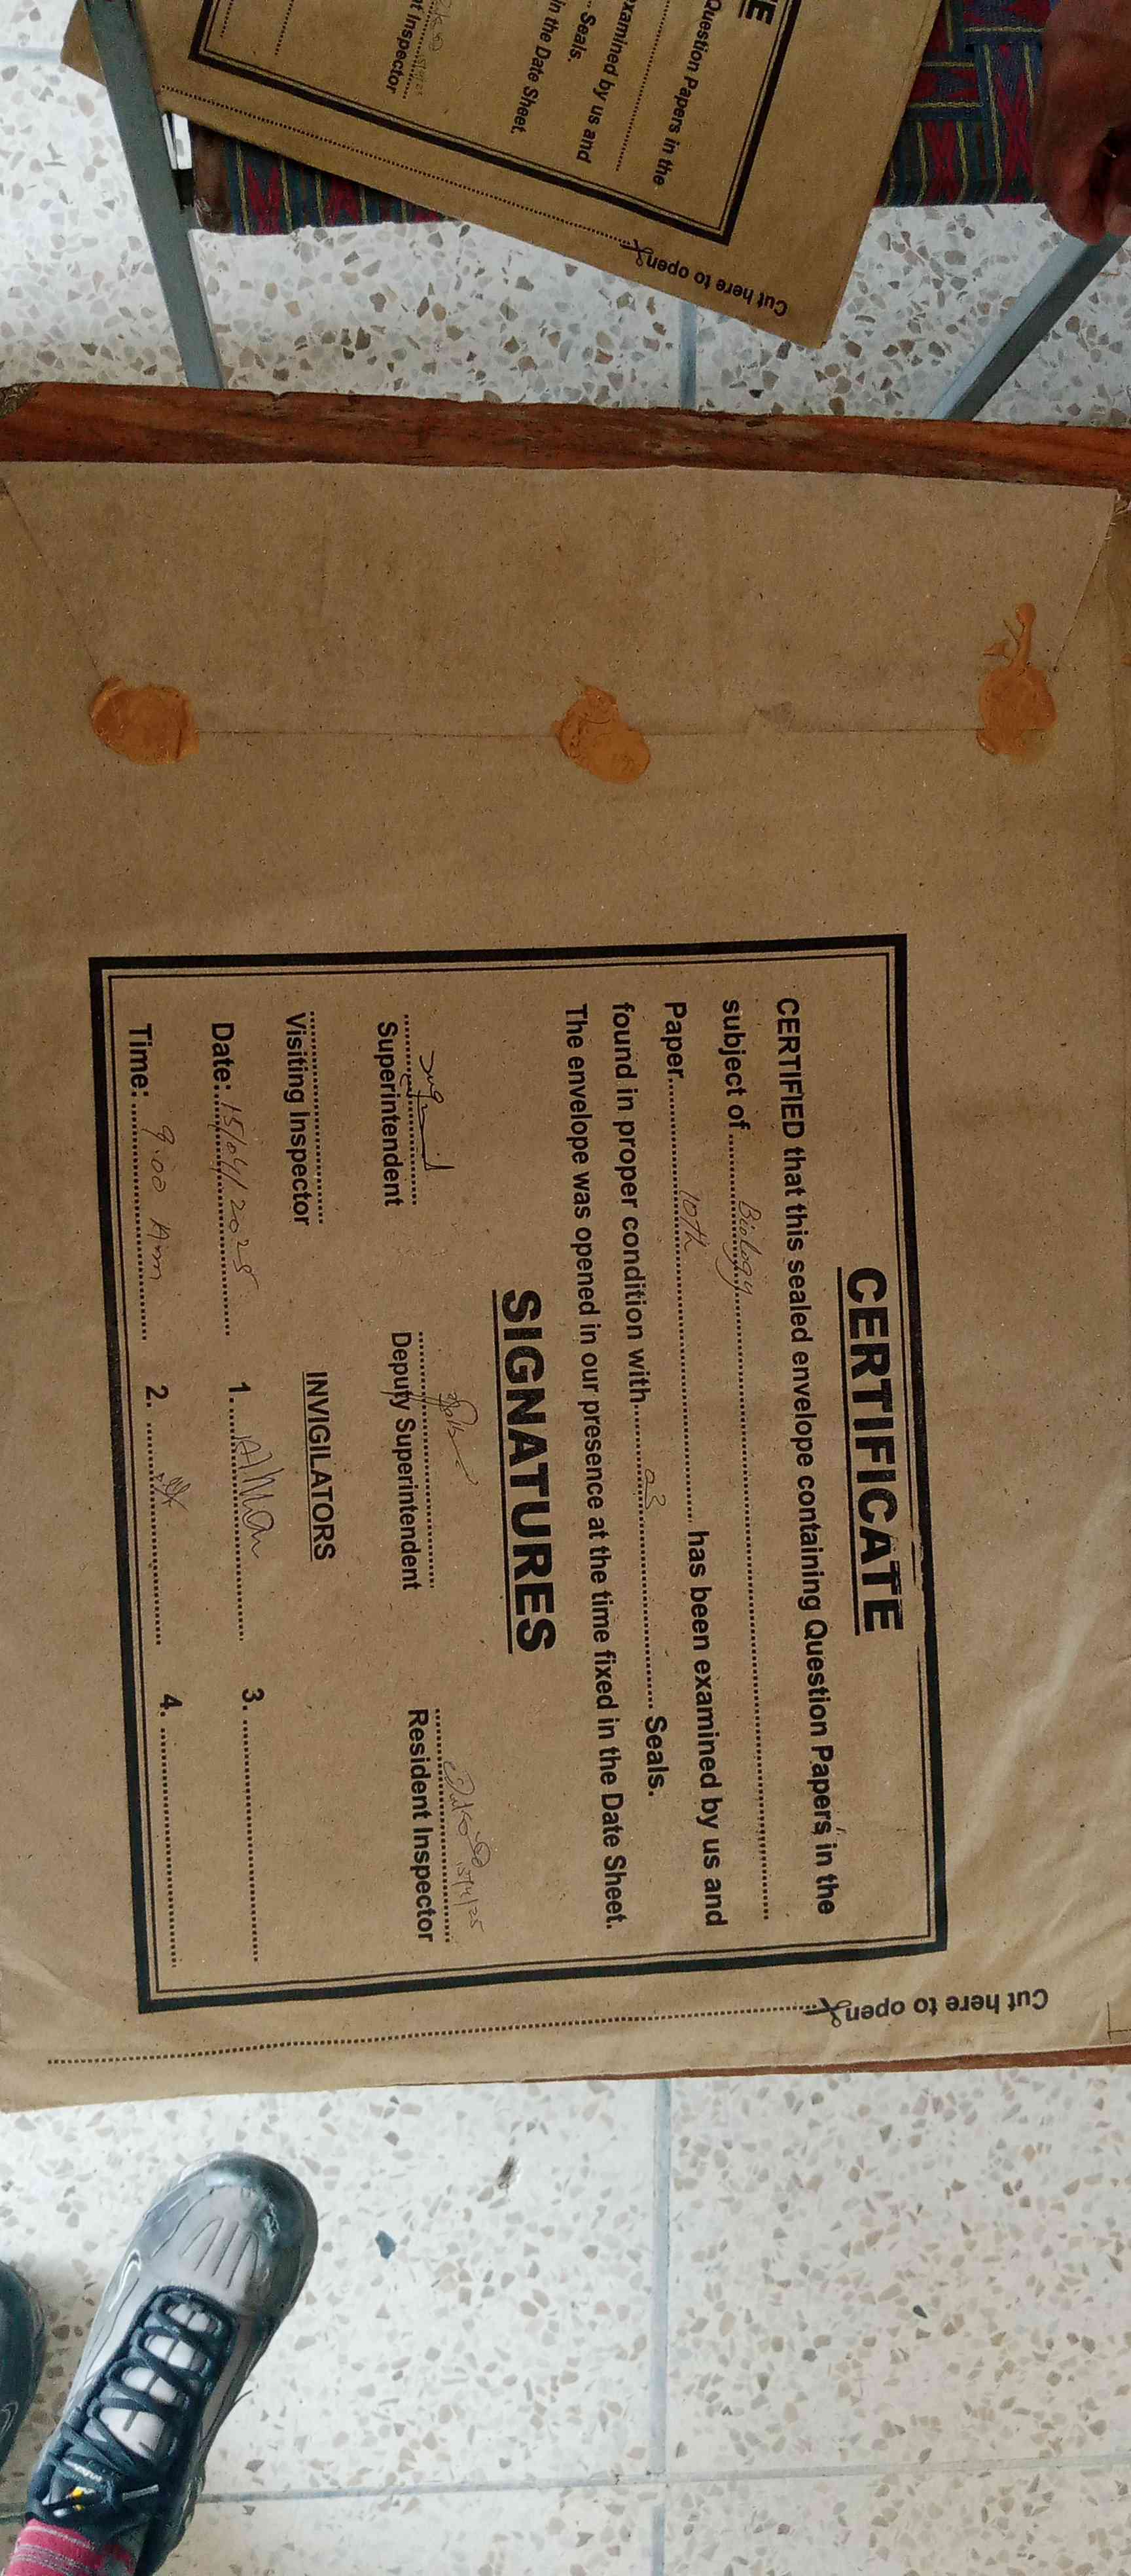 E
Question Papers in the
xamined by us and
Seals.
in the Date Sheet.
t Inspector
Cut here to open
CERTIFICATE
CERTIFIED that this sealed envelope containing Question Papers in the
subject of Biology
Paper 10th has been examined by us and
found in proper condition with 03 Seals.
The envelope was opened in our presence at the time fixed in the Date Sheet.
SIGNATURES
15/4/25
Superintendent Deputy Superintendent Resident Inspector
Visiting Inspector INVIGILATORS
Date: 15/04/2025 1. 3.
Time: 9:00 Am 2. 4.
Cut here to open